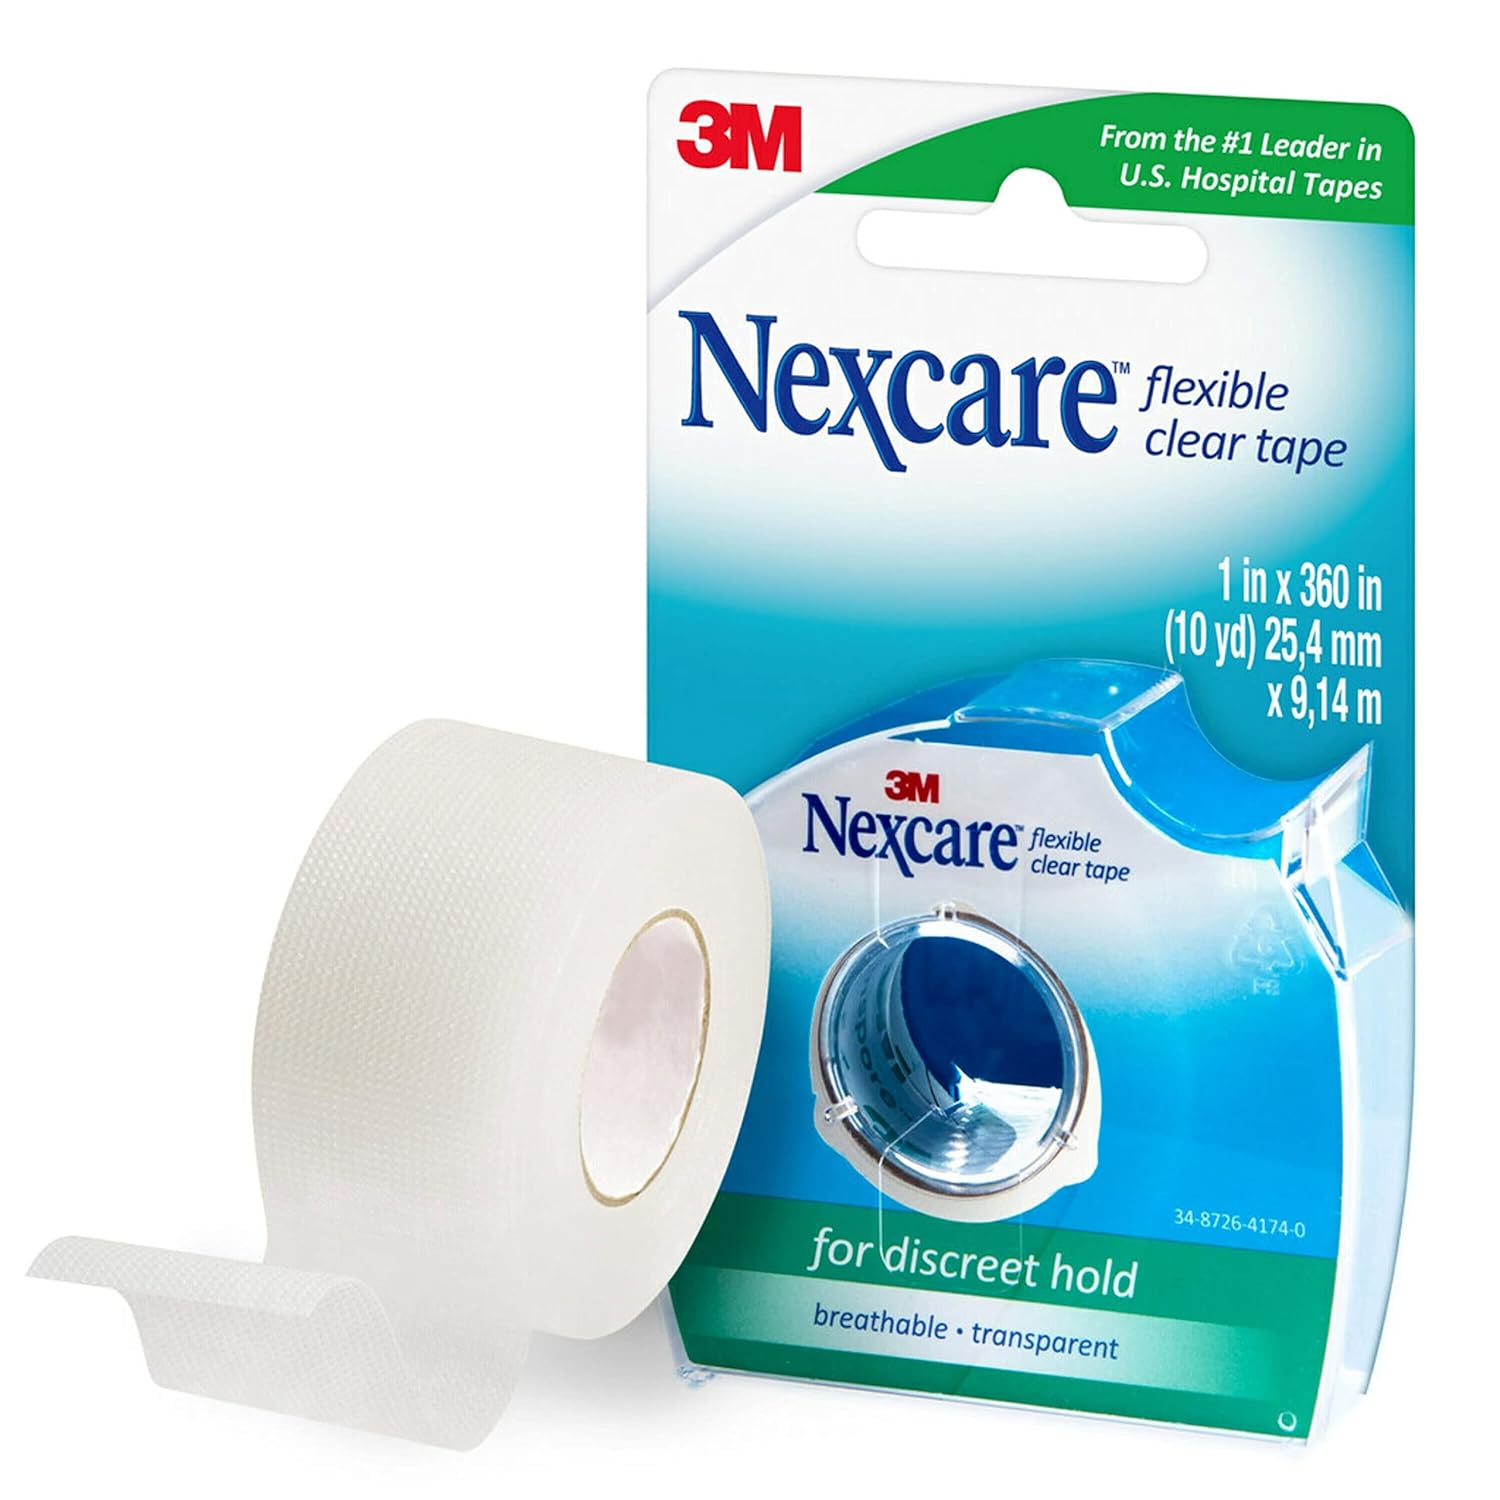 3M
From the #1 Leader in
U.S. Hospital Tapes
Nexcare™ flexible
clear tape
1 in x 360 in
(10 yd) 25,4 mm
x 9,14 m
3M
Nexcare™ flexible
clear tape
34-8726-4174-0
for discreet hold
breathable • transparent